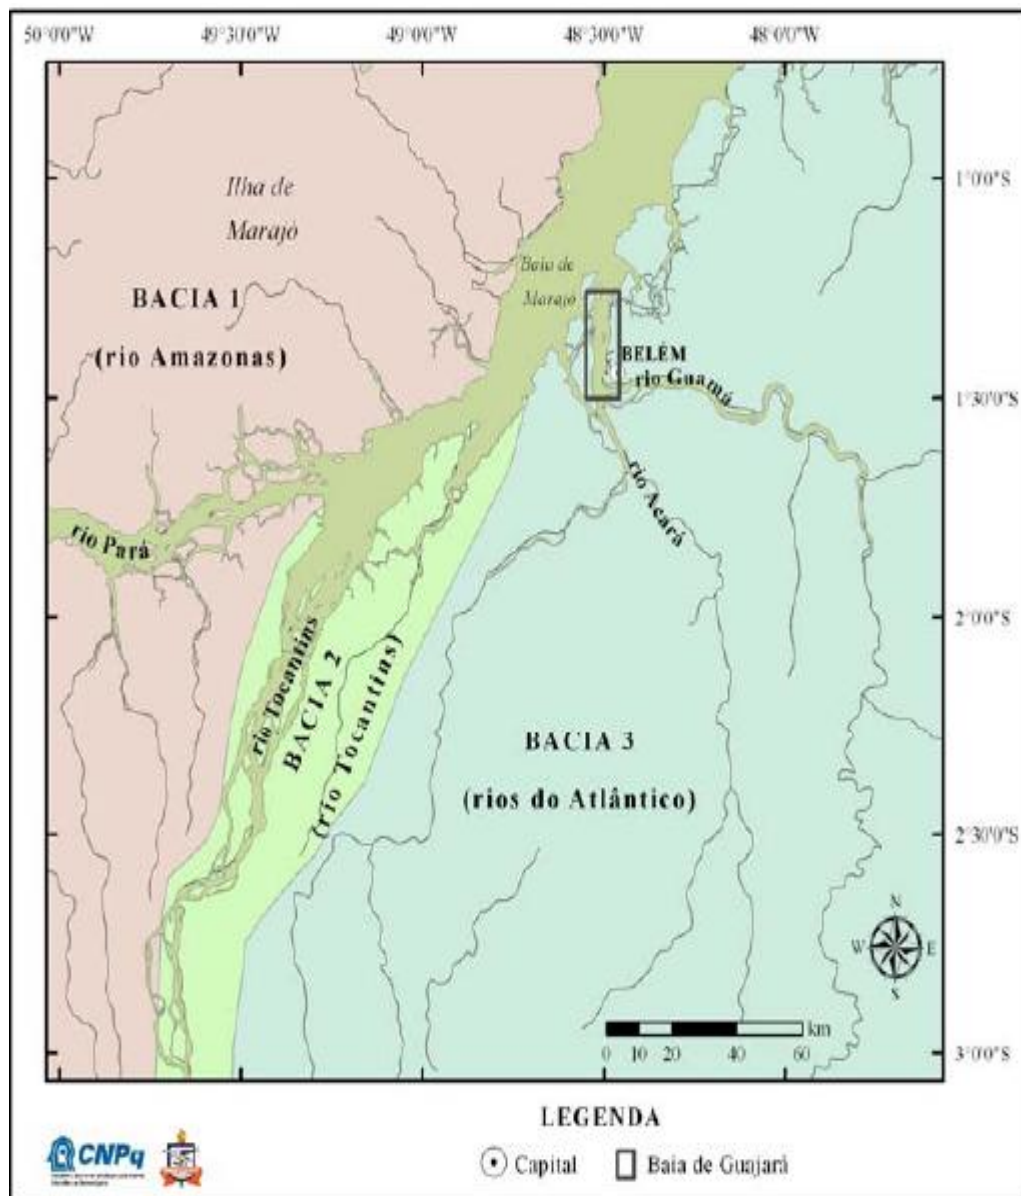 50°0'0"W 49°30'0"W 49°0'0"W 48°30'0"W 48°0'0"W
1°0'0"S
Ilha de
Marajó
Baia de
Marajó
BACIA 1
(rio Amazonas)
BELÉM
rio Guamá
1°30'0"S
rio Acará
rio Pará
2°0'0"S
rio Tocantins
BACIA 2
(rio Tocantins)
BACIA 3
(rios do Atlântico)
2°30'0"S
N
W E
S
km
0 10 20 40 60
3°0'0"S
LEGENDA
CNPq
Capital Baia de Guajará